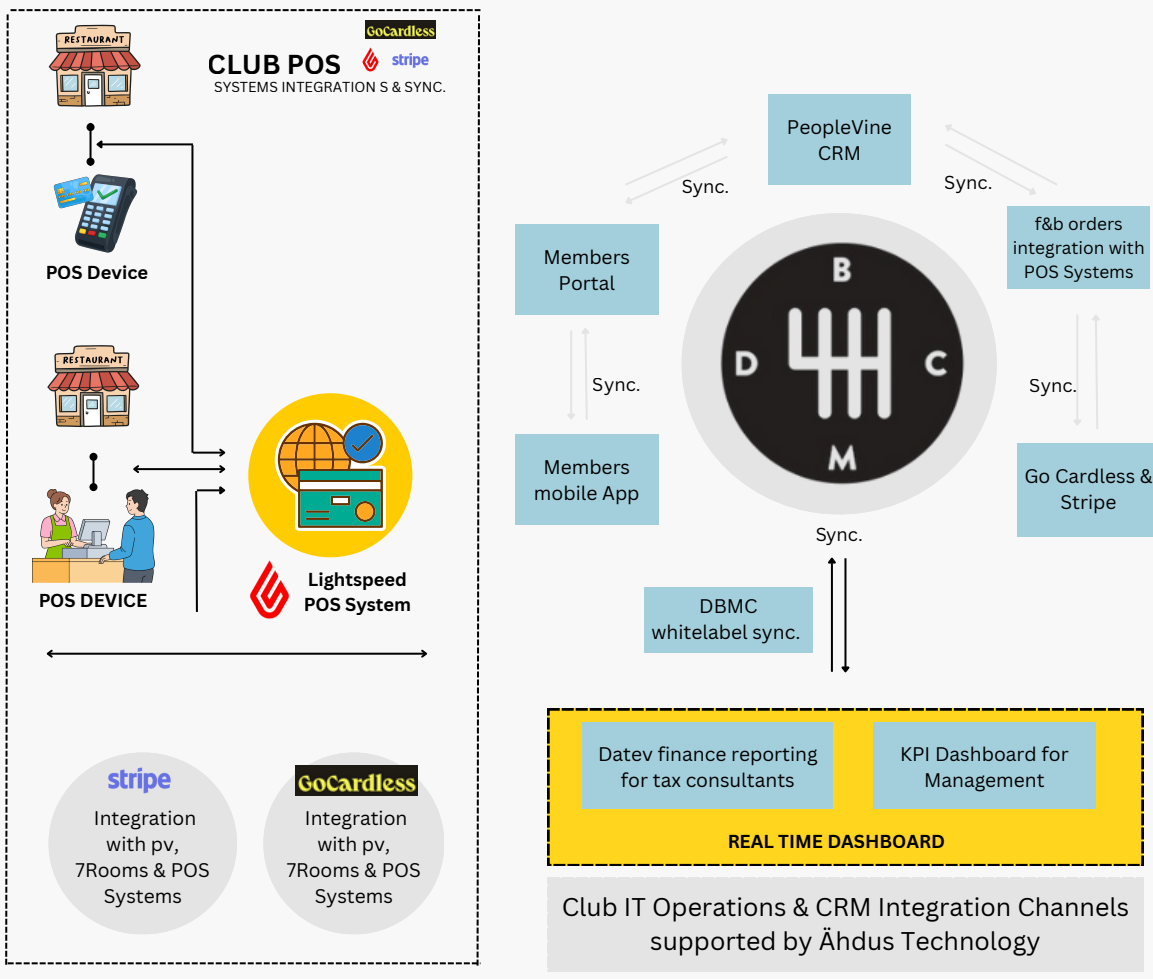 RESTAURANT
GoCardless
CLUB POS
stripe
SYSTEMS INTEGRATION S & SYNC.
POS Device
RESTAURANT
POS DEVICE
Lightspeed
POS System
stripe
Integration
with pv,
7Rooms & POS
Systems
GoCardless
Integration
with pv,
7Rooms & POS
Systems
PeopleVine
CRM
Sync.
Sync.
Members
Portal
f&b orders
integration with
POS Systems
B
D
C
M
Sync.
Sync.
Members
mobile App
Go Cardless &
Stripe
Sync.
DBMC
whitelabel sync.
Datev finance reporting
for tax consultants
KPI Dashboard for
Management
REAL TIME DASHBOARD
Club IT Operations & CRM Integration Channels
supported by Ähdus Technology